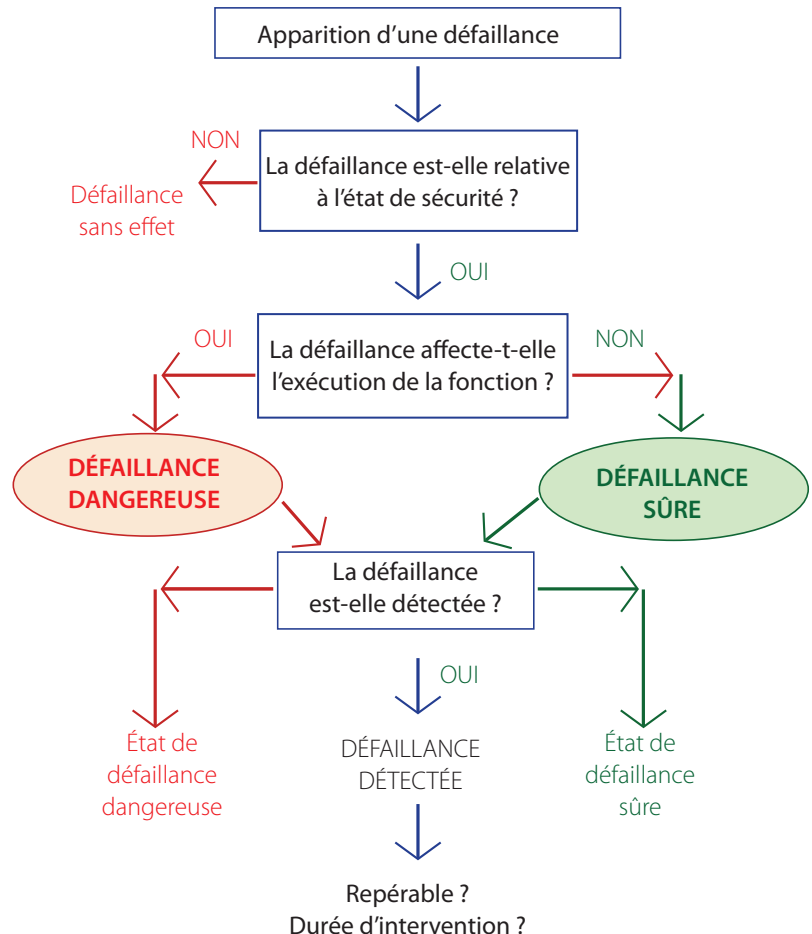 Apparition d'une défaillance
NON
La défaillance est-elle relative
à l'état de sécurité ?
Défaillance
sans effet
OUI
OUI
La défaillance affecte-t-elle
l'exécution de la fonction ?
NON
DÉFAILLANCE
DANGEREUSE
DÉFAILLANCE
SÛRE
La défaillance
est-elle détectée ?
OUI
État de
défaillance
dangereuse
DÉFAILLANCE
DÉTECTÉE
État de
défaillance
sûre
Repérable ?
Durée d'intervention ?